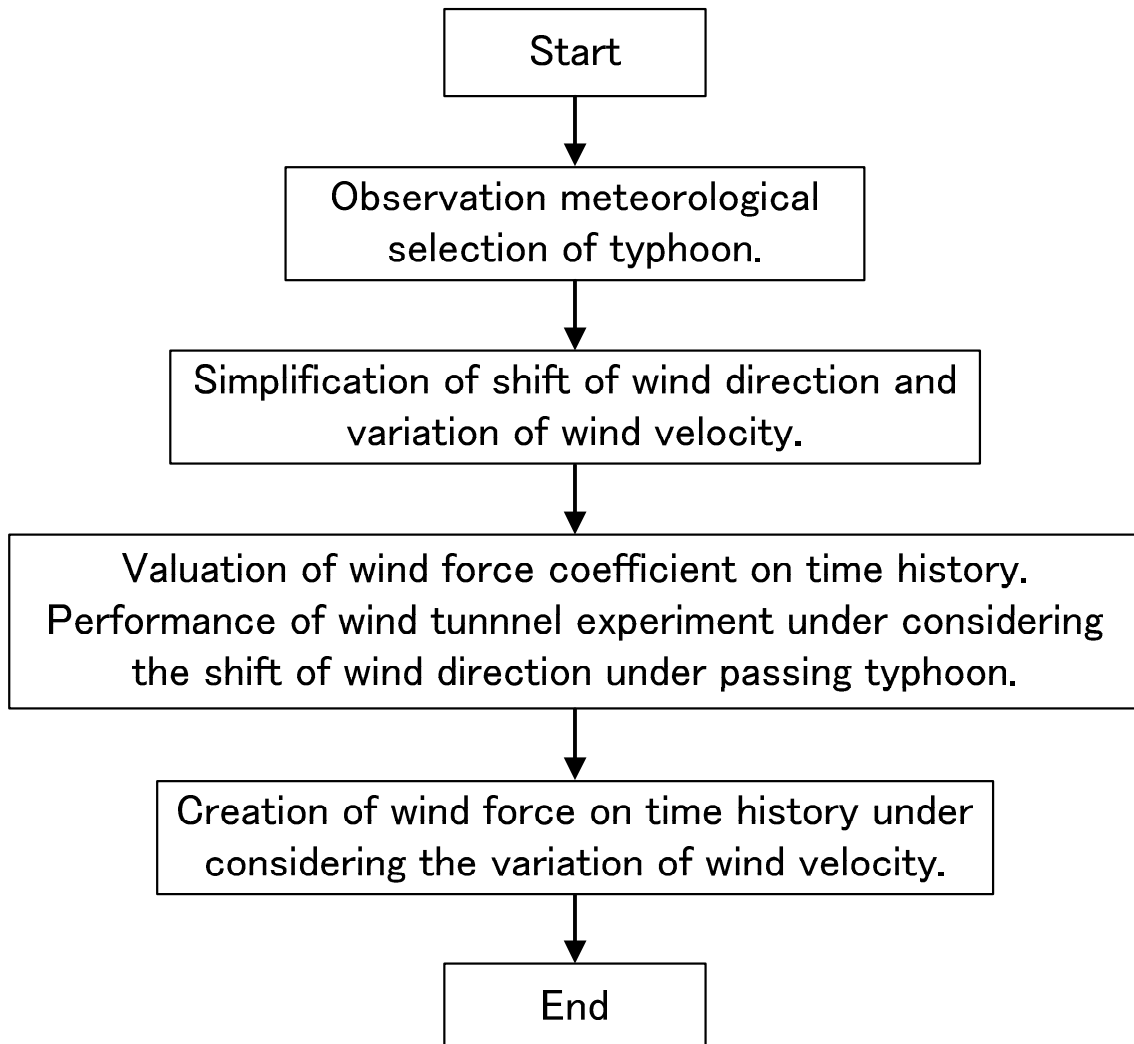 Start
Observation meteorological
selection of typhoon.
Simplification of shift of wind direction and
variation of wind velocity.
Valuation of wind force coefficient on time history.
Performance of wind tunnnel experiment under considering
the shift of wind direction under passing typhoon.
Creation of wind force on time history under
considering the variation of wind velocity.
End